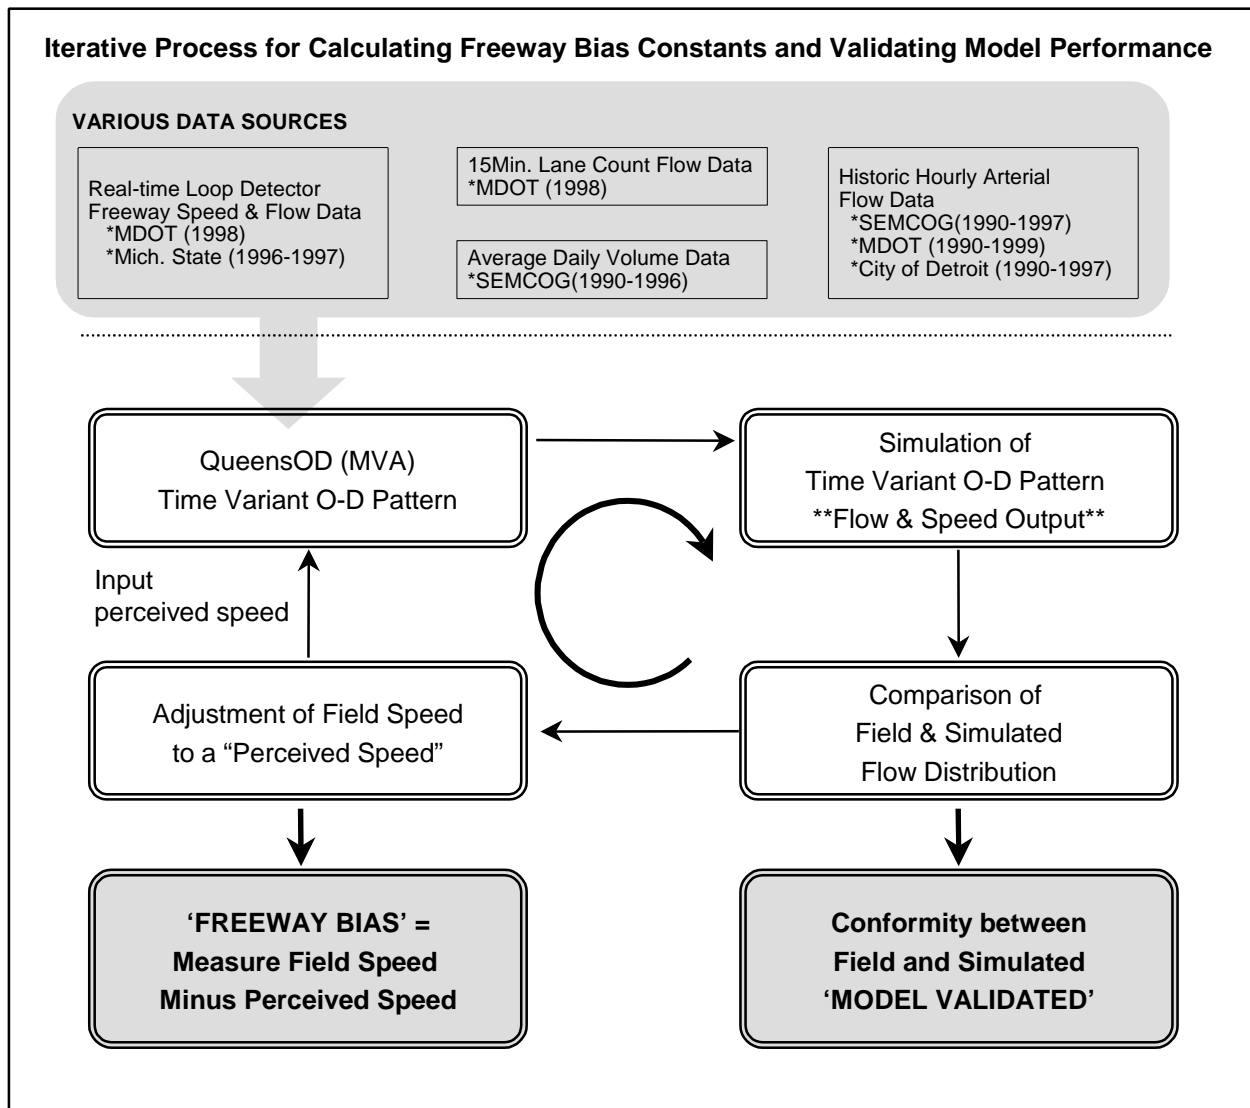 Iterative Process for Calculating Freeway Bias Constants and Validating Model Performance
VARIOUS DATA SOURCES
Real-time Loop Detector
Freeway Speed & Flow Data
*MDOT (1998)
*Mich. State (1996-1997)
15Min. Lane Count Flow Data
*MDOT (1998)
Average Daily Volume Data
*SEMCOG(1990-1996)
Historic Hourly Arterial
Flow Data
*SEMCOG(1990-1997)
*MDOT (1990-1999)
*City of Detroit (1990-1997)
QueensOD (MVA)
Time Variant O-D Pattern
Simulation of
Time Variant O-D Pattern
**Flow & Speed Output**
Input
perceived speed
Adjustment of Field Speed
to a “Perceived Speed”
Comparison of
Field & Simulated
Flow Distribution
‘FREEWAY BIAS’ =
Measure Field Speed
Minus Perceived Speed
Conformity between
Field and Simulated
‘MODEL VALIDATED’